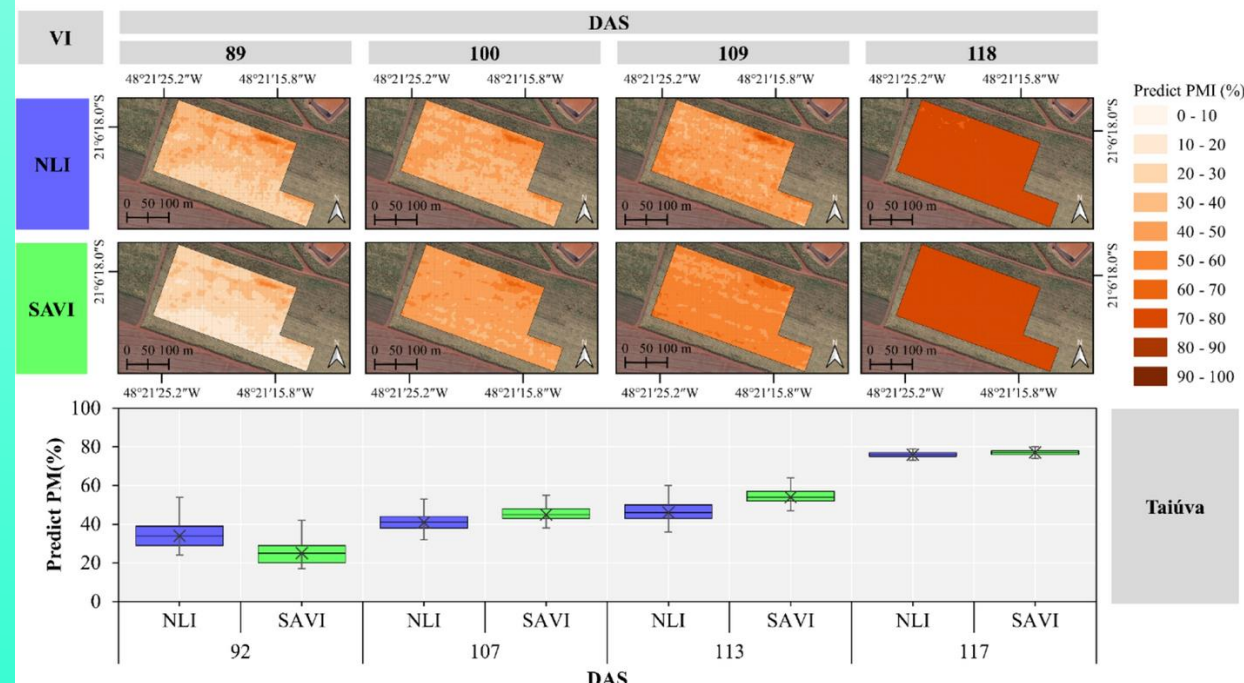 VI
DAS
89 100 109 118
48°21'25.2"W 48°21'15.8"W 48°21'25.2"W 48°21'15.8"W 48°21'25.2"W 48°21'15.8"W 48°21'25.2"W 48°21'15.8"W
NLI
21°6'18.0"S
21°6'18.0"S
N
0 50 100 m
N
0 50 100 m
N
0 50 100 m
N
0 50 100 m
SAVI
21°6'18.0"S
21°6'18.0"S
N
0 50 100 m
N
0 50 100 m
N
0 50 100 m
N
0 50 100 m
48°21'25.2"W 48°21'15.8"W 48°21'25.2"W 48°21'15.8"W 48°21'25.2"W 48°21'15.8"W 48°21'25.2"W 48°21'15.8"W
Predict PMI (%)
0 - 10
10 - 20
20 - 30
30 - 40
40 - 50
50 - 60
60 - 70
70 - 80
80 - 90
90 - 100
Predict PM(%)
100
80
60
40
20
0
NLI SAVI NLI SAVI NLI SAVI NLI SAVI
92 107 113 117
DAS
Taiúva